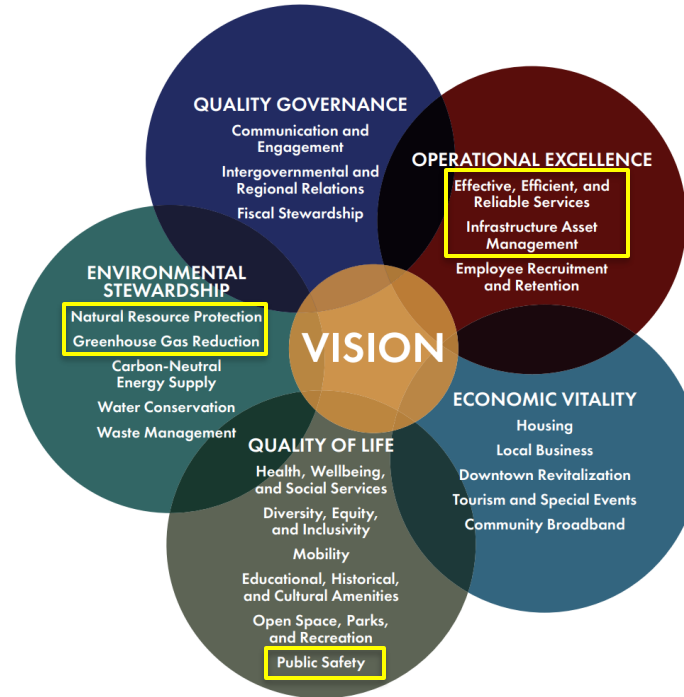 QUALITY GOVERNANCE
Communication and
Engagement
Intergovernmental and
Regional Relations
Fiscal Stewardship
OPERATIONAL EXCELLENCE
Effective, Efficient, and
Reliable Services
Infrastructure Asset
Management
Employee Recruitment
and Retention
ENVIRONMENTAL
STEWARDSHIP
Natural Resource Protection
Greenhouse Gas Reduction
Carbon-Neutral
Energy Supply
Water Conservation
Waste Management
VISION
ECONOMIC VITALITY
Housing
Local Business
Downtown Revitalization
Tourism and Special Events
Community Broadband
QUALITY OF LIFE
Health, Wellbeing,
and Social Services
Diversity, Equity,
and Inclusivity
Mobility
Educational, Historical,
and Cultural Amenities
Open Space, Parks,
and Recreation
Public Safety